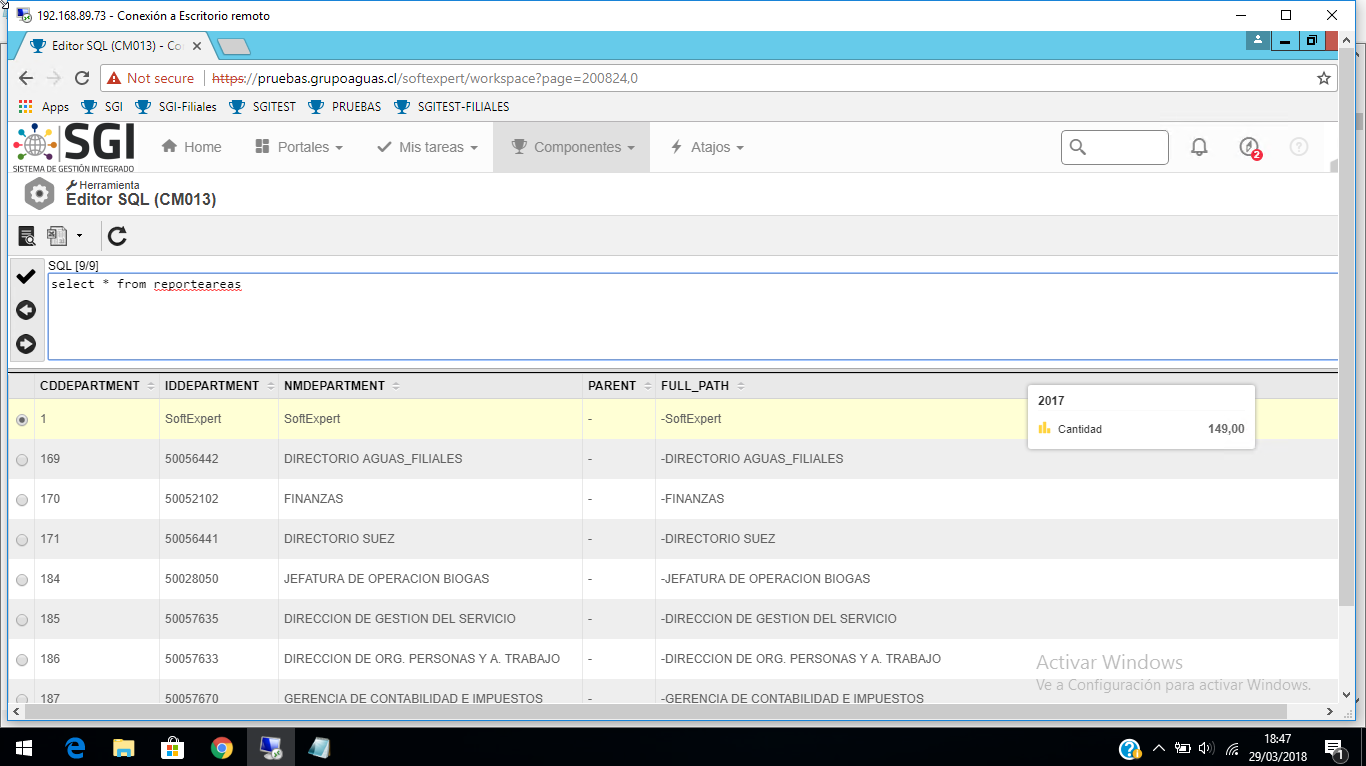 192.168.89.73 - Conexión a Escritorio remoto
Editor SQL (CM013) - Co
Not secure https://pruebas.grupoaguas.cl/softexpert/workspace?page=200824,0
Apps SGI SGI-Filiales SGITEST PRUEBAS SGITEST-FILIALES
SGI
SISTEMA DE GESTIÓN INTEGRADO
Home Portales Mis tareas Componentes Atajos 2
Herramienta
Editor SQL (CM013)
SQL [9/9]
select * from reporteareas
CDDEPARTMENT IDDEPARTMENT NMDEPARTMENT PARENT FULL_PATH
1 SoftExpert SoftExpert - -SoftExpert
169 50056442 DIRECTORIO AGUAS_FILIALES - -DIRECTORIO AGUAS_FILIALES
170 50052102 FINANZAS - -FINANZAS
171 50056441 DIRECTORIO SUEZ - -DIRECTORIO SUEZ
184 50028050 JEFATURA DE OPERACION BIOGAS - -JEFATURA DE OPERACION BIOGAS
185 50057635 DIRECCION DE GESTION DEL SERVICIO - -DIRECCION DE GESTION DEL SERVICIO
186 50057633 DIRECCION DE ORG. PERSONAS Y A. TRABAJO - -DIRECCION DE ORG. PERSONAS Y A. TRABAJO
187 50057670 GERENCIA DE CONTABILIDAD E IMPUESTOS - -GERENCIA DE CONTABILIDAD E IMPUESTOS
2017
Cantidad 149,00
Activar Windows
Ve a Configuración para activar Windows.
18:47
29/03/2018
1